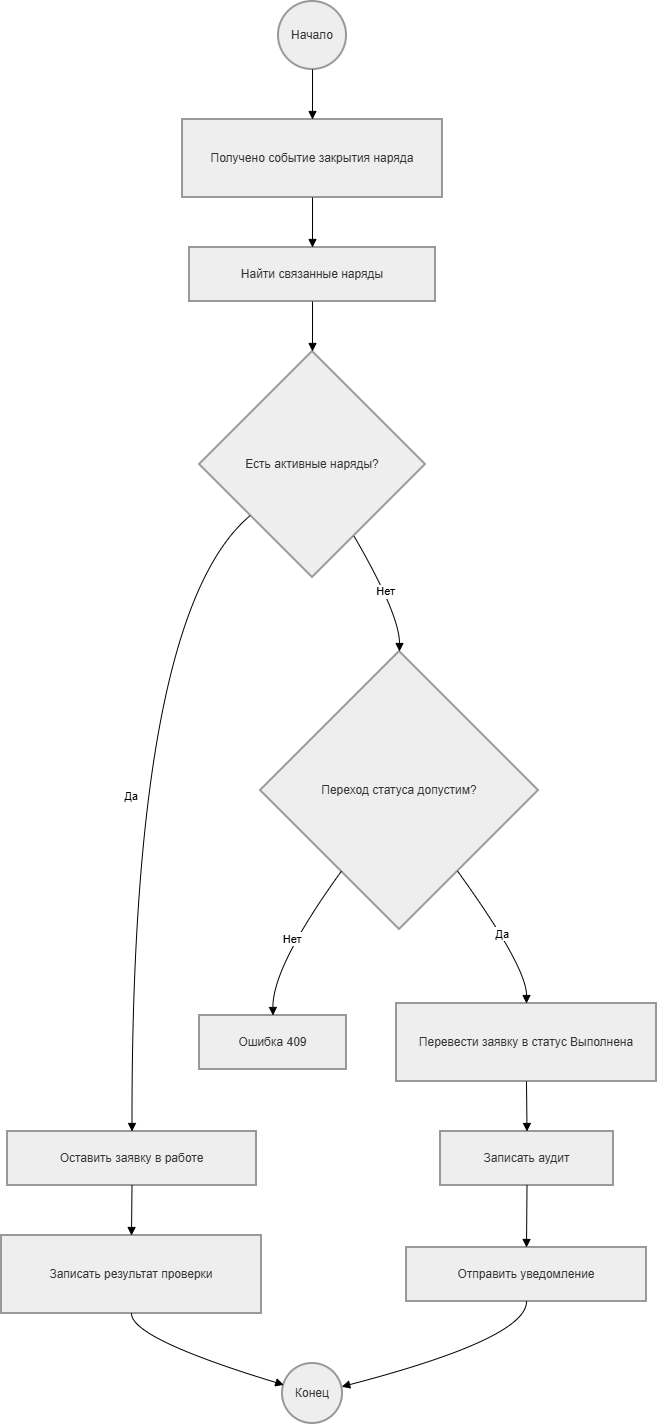 Начало
Получено событие закрытия наряда
Найти связанные наряды
Есть активные наряды?
Нет
Переход статуса допустим?
Да
Нет
Да
Ошибка 409
Перевести заявку в статус Выполнена
Оставить заявку в работе
Записать аудит
Записать результат проверки
Отправить уведомление
Конец